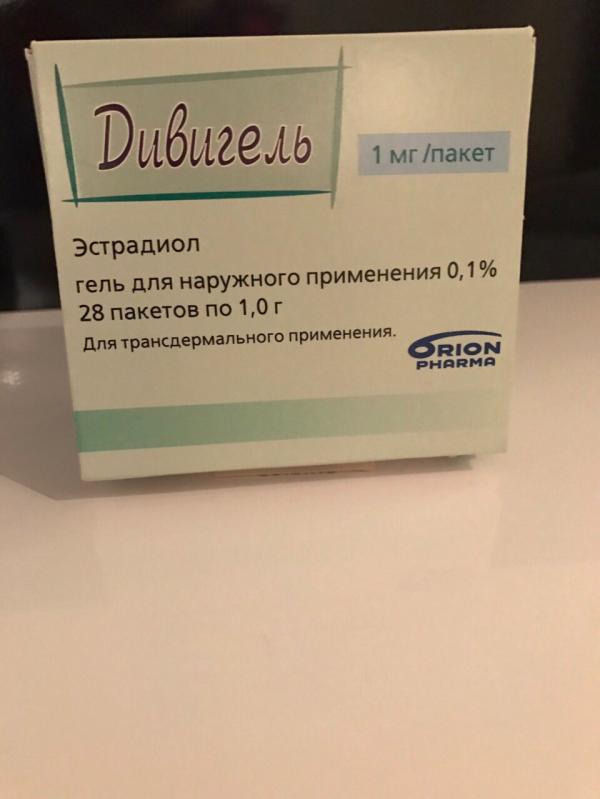 Дивигель
1 мг/пакет
Эстрадиол
гель для наружного применения 0,1%
28 пакетов по 1,0 г
Для трансдермального применения.
ORION
PHARMA